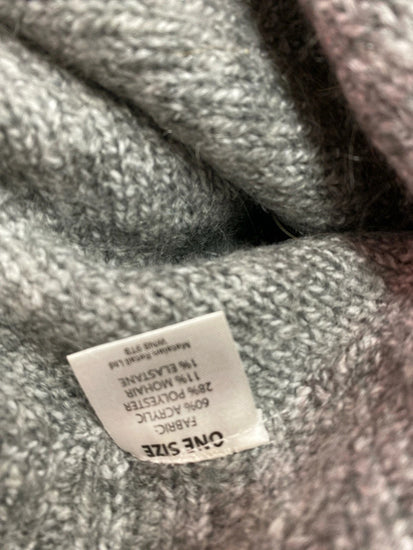 ONE SIZE
FABRIC:
60% ACRYLIC
28% POLYESTER
11% MOHAIR
1% ELASTANE
Matalan Retail Ltd
WN8 9TB